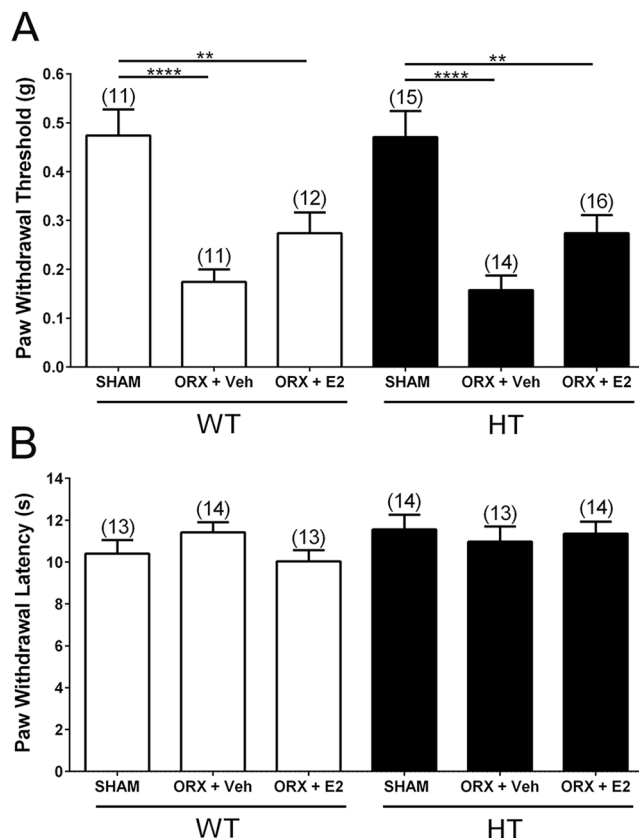 A
** **
**** ****
0.6
(11) (15)
0.5
0.4
(12) (16)
0.3
(11) (14)
0.2
0.1
0.0
Paw Withdrawal Threshold (g)
SHAM ORX + Veh ORX + E2 SHAM ORX + Veh ORX + E2
WT HT
B
14
(13) (14) (13) (14) (13) (14)
12
10
8
6
4
2
0
Paw Withdrawal Latency (s)
SHAM ORX + Veh ORX + E2 SHAM ORX + Veh ORX + E2
WT HT